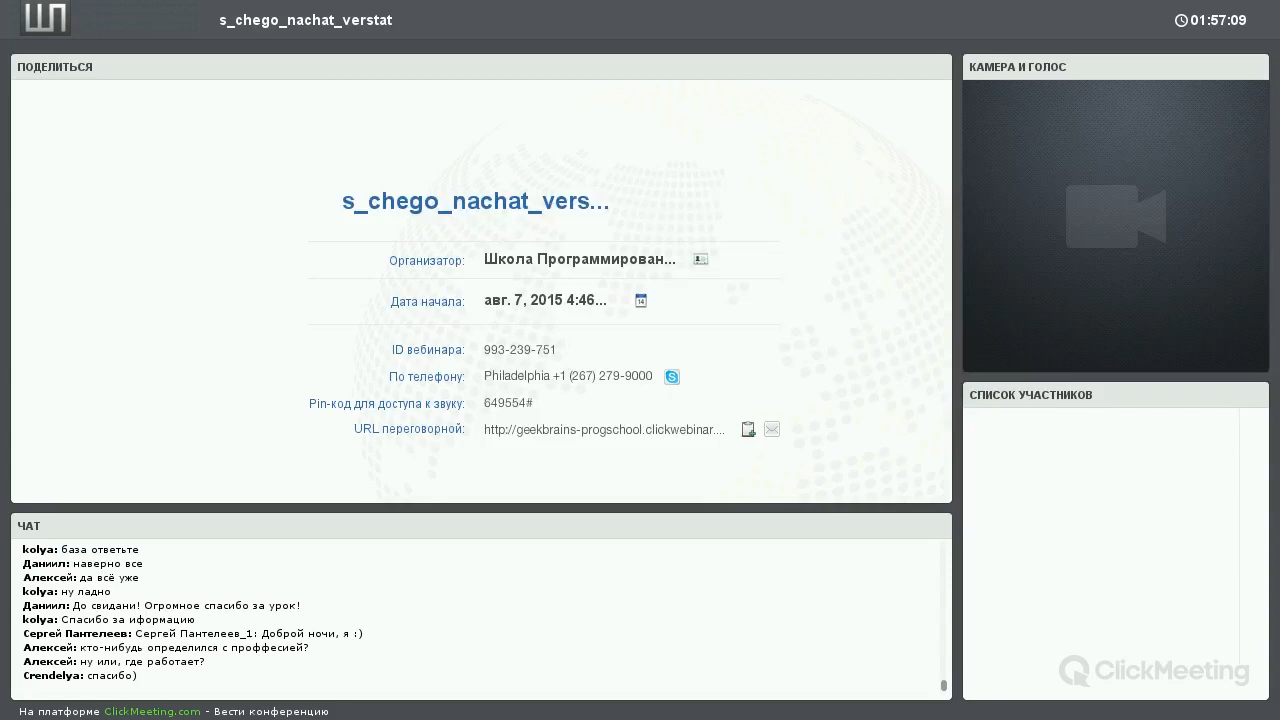 ШП
s_chego_nachat_verstat
01:57:09
ПОДЕЛИТЬСЯ
s_chego_nachat_vers...
Организатор: Школа Программирован...
Дата начала: авг. 7, 2015 4:46...
14
ID вебинара: 993-239-751
По телефону: Philadelphia +1 (267) 279-9000
Pin-код для доступа к звуку: 649554#
URL переговорной: http://geekbrains-progschool.clickwebinar....
КАМЕРА И ГОЛОС
СПИСОК УЧАСТНИКОВ
ЧАТ
kolya: база ответьте
Даниил: наверно все
Алексей: да всё уже
kolya: ну ладно
Даниил: До свидани! Огромное спасибо за урок!
kolya: Спасибо за иформацию
Сергей Пантелеев: Сергей Пантелеев_1: Доброй ночи, я :)
Алексей: кто-нибудь определился с проффесией?
Алексей: ну или, где работает?
Crendelya: спасибо)
ClickMeeting
На платформе ClickMeeting.com - Вести конференцию